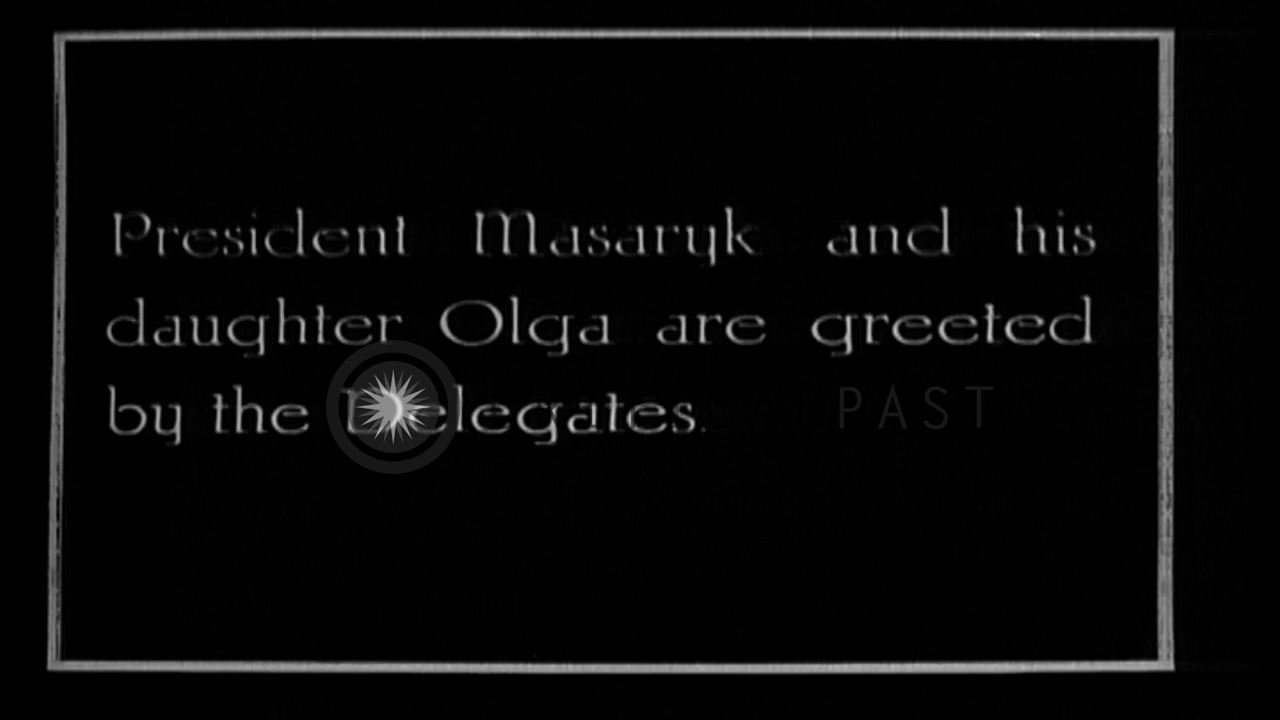 President Masaryk and his
daughter Olga are greeted
by the Delegates.
PAST